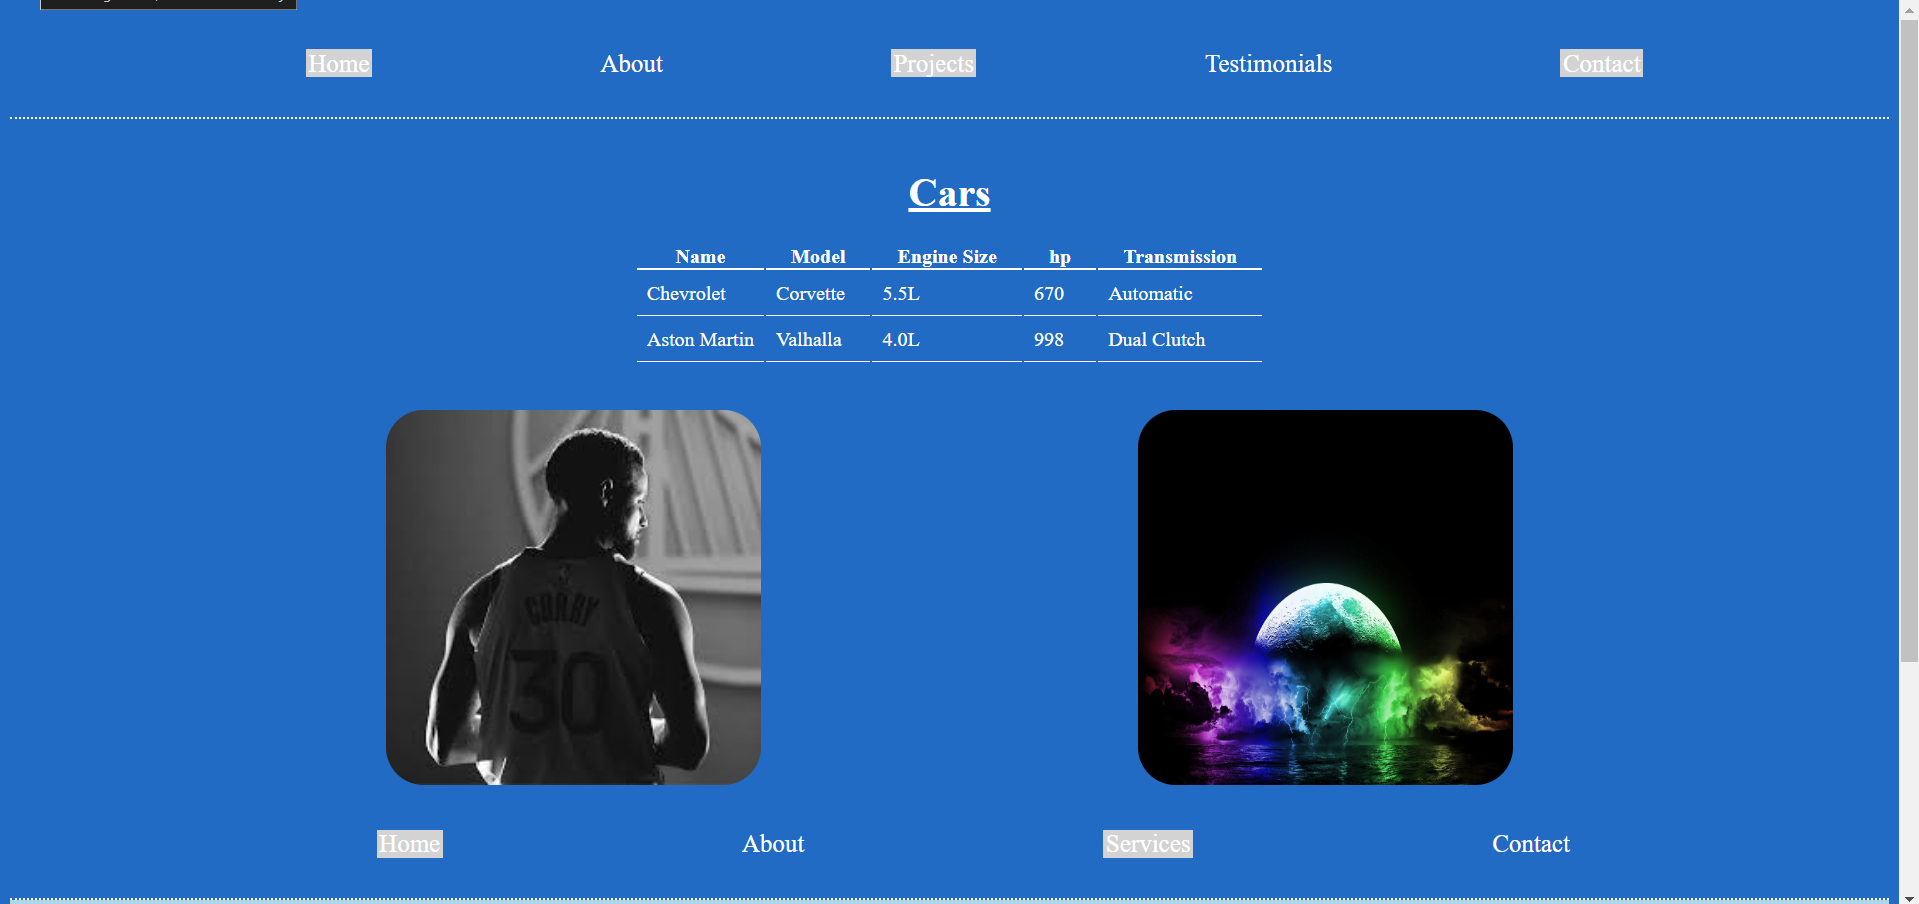 Home About Projects Testimonials Contact
Cars
Name Model Engine Size hp Transmission
Chevrolet Corvette 5.5L 670 Automatic
Aston Martin Valhalla 4.0L 998 Dual Clutch
CURRY
30
Home About Services Contact